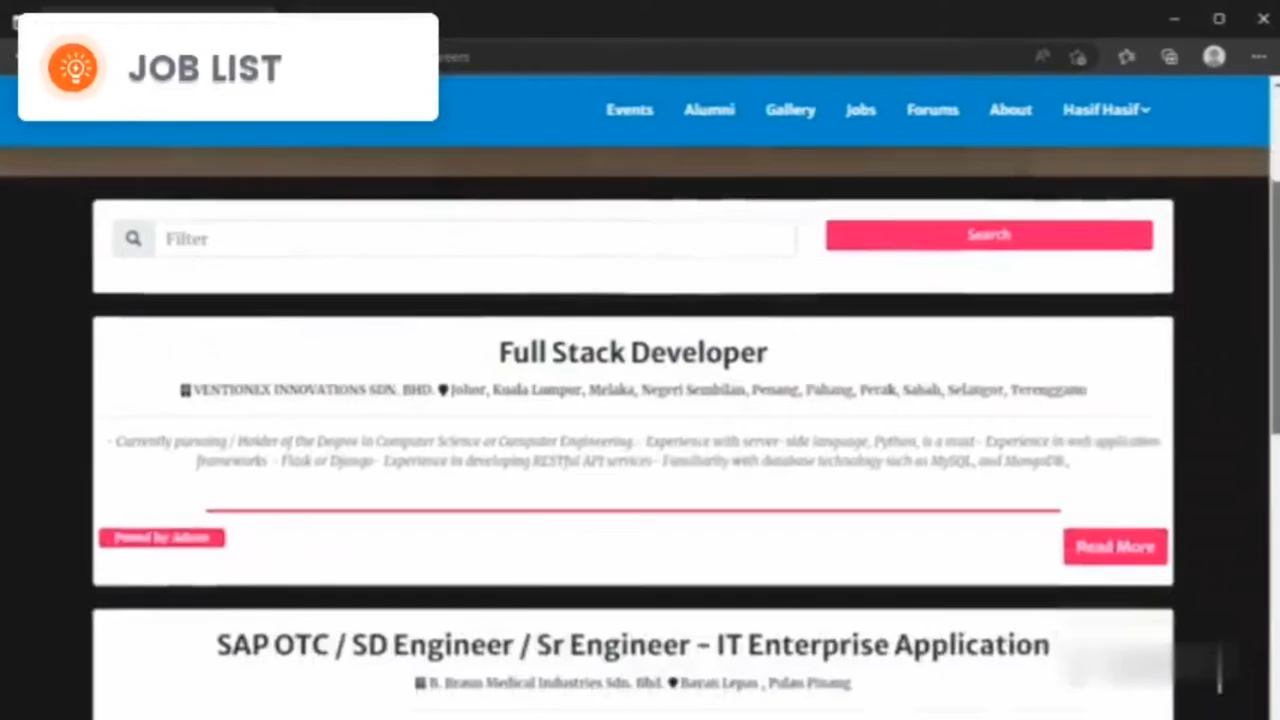 JOB LIST
Events Alumni Gallery Jobs Forums About Hasif Hasif
Filter
Search
Full Stack Developer
VENTIONEX INNOVATIONS SDN. BHD. Johor, Kuala Lumpur, Melaka, Negeri Sembilan, Penang, Pahang, Perak, Sabah, Selangor, Terengganu
- Currently pursuing / Holder of the Degree in Computer Science or Computer Engineering - Experience with server-side language, Python, is a must- Experience in web application
frameworks - Flask or Django- Experience in developing RESTful API services- Familiarity with database technology such as MySQL, and MongoDB.,
Posted by: Admin
Read More
SAP OTC / SD Engineer / Sr Engineer - IT Enterprise Application
B. Braun Medical Industries Sdn. Bhd. Bayan Lepas , Pulau Pinang